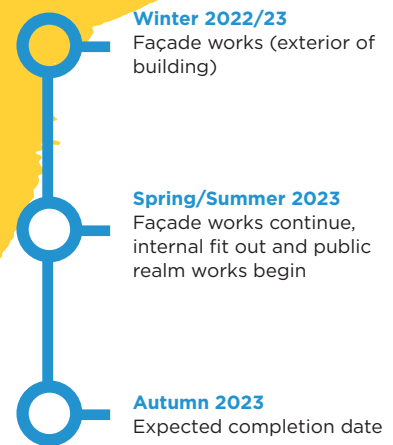 Winter 2022/23
Façade works (exterior of
building)
Spring/Summer 2023
Façade works continue,
internal fit out and public
realm works begin
Autumn 2023
Expected completion date